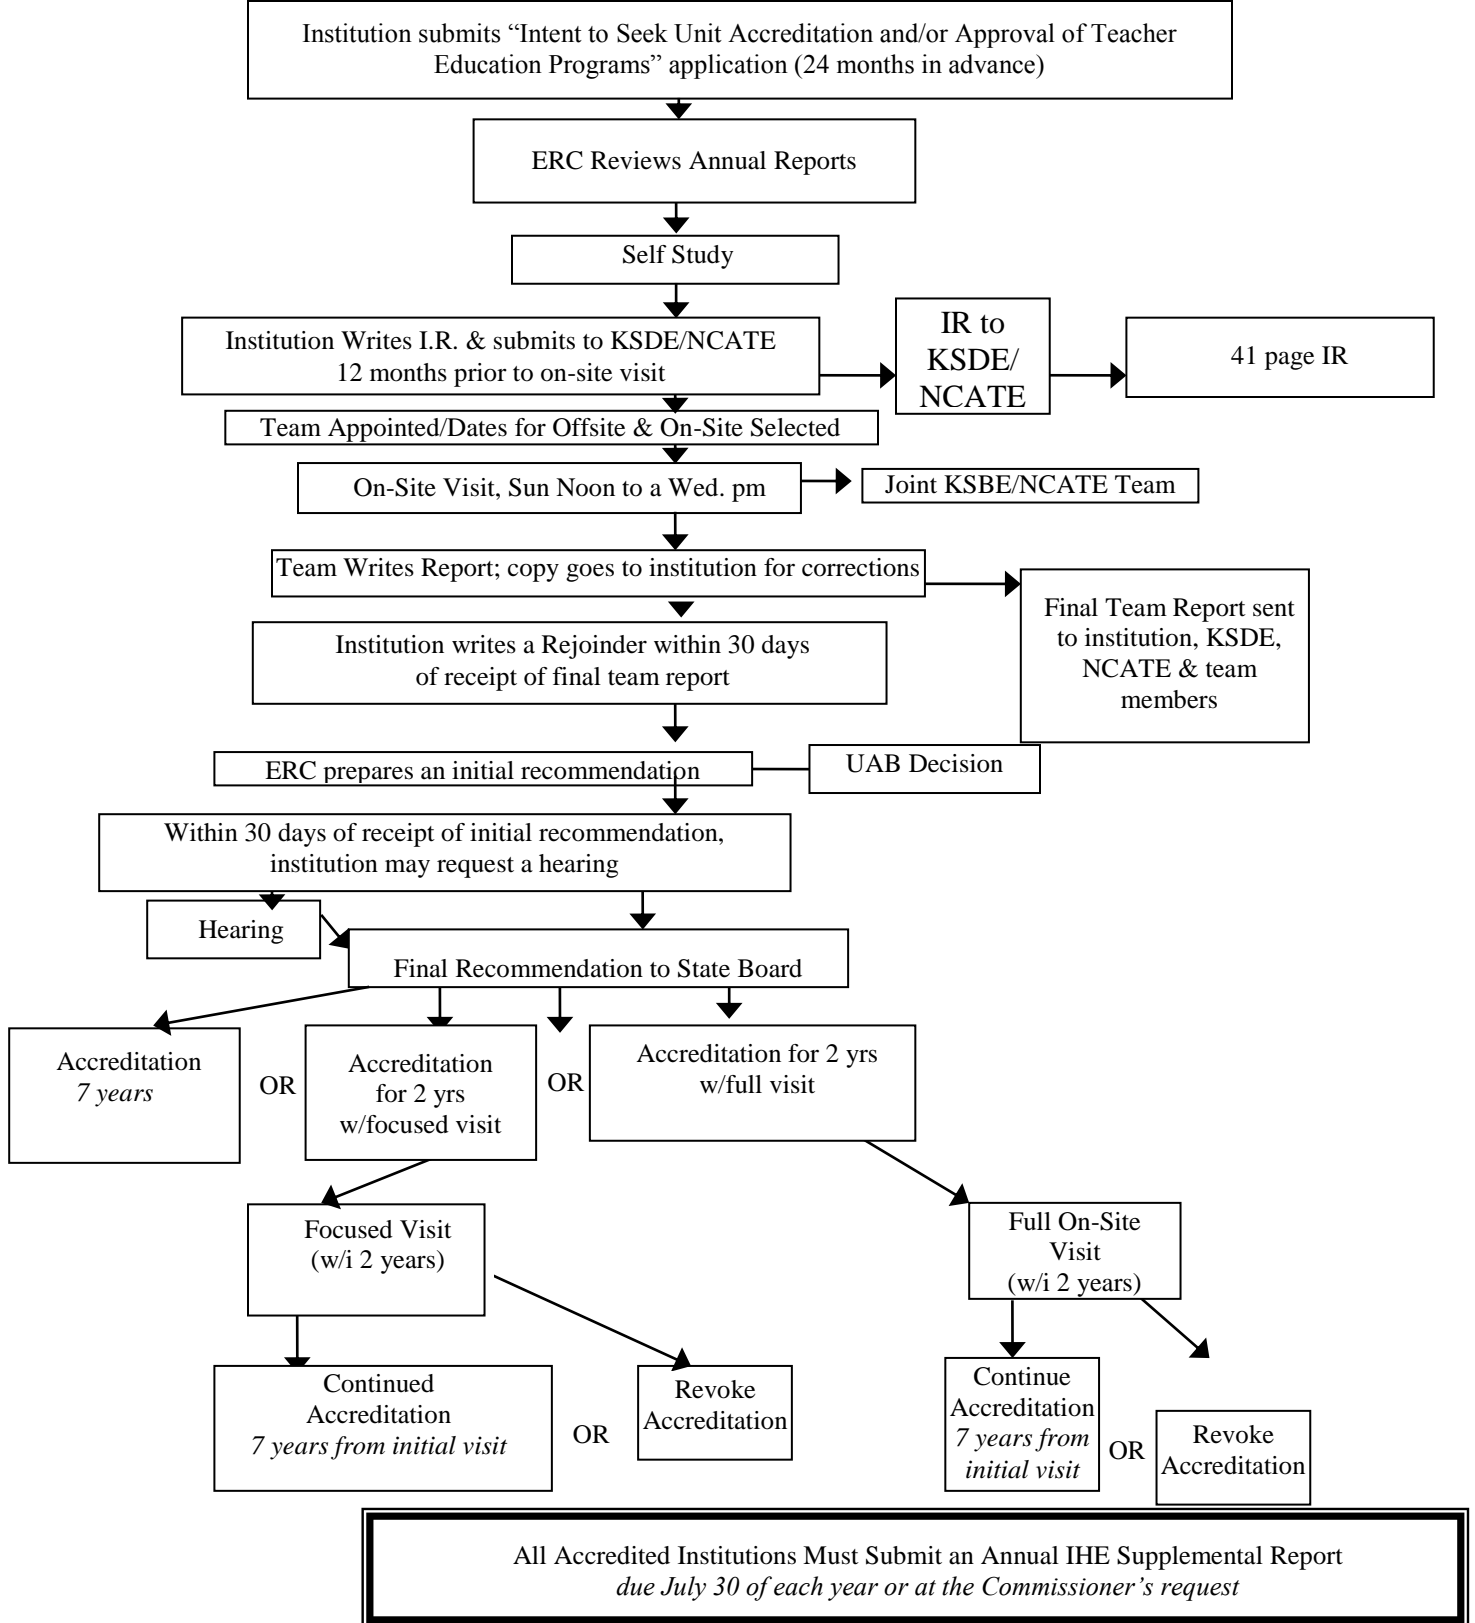 Institution submits “Intent to Seek Unit Accreditation and/or Approval of Teacher
Education Programs” application (24 months in advance)
ERC Reviews Annual Reports
Self Study
Institution Writes I.R. & submits to KSDE/NCATE
12 months prior to on-site visit
IR to
KSDE/
NCATE
41 page IR
Team Appointed/Dates for Offsite & On-Site Selected
On-Site Visit, Sun Noon to a Wed. pm
Joint KSBE/NCATE Team
Team Writes Report; copy goes to institution for corrections
Final Team Report sent
to institution, KSDE,
NCATE & team
members
Institution writes a Rejoinder within 30 days
of receipt of final team report
ERC prepares an initial recommendation
UAB Decision
Within 30 days of receipt of initial recommendation,
institution may request a hearing
Hearing
Final Recommendation to State Board
Accreditation
7 years
OR
Accreditation
for 2 yrs
w/focused visit
OR
Accreditation for 2 yrs
w/full visit
Focused Visit
(w/i 2 years)
Full On-Site
Visit
(w/i 2 years)
Continued
Accreditation
7 years from initial visit
OR
Revoke
Accreditation
Continue
Accreditation
7 years from
initial visit
OR
Revoke
Accreditation
All Accredited Institutions Must Submit an Annual IHE Supplemental Report
due July 30 of each year or at the Commissioner’s request